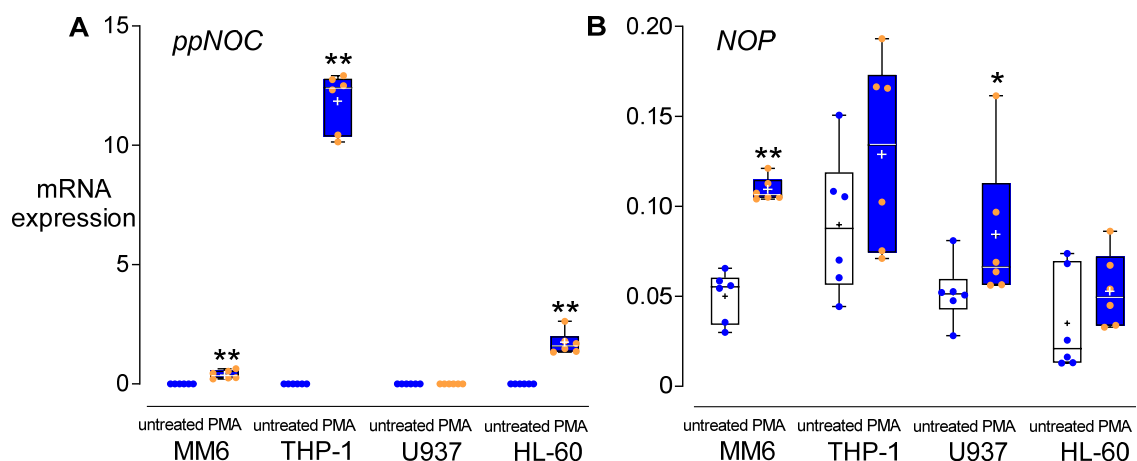 A
ppNOC
15
10
5
0
mRNA
expression
**
**
**
untreated PMA untreated PMA untreated PMA untreated PMA
MM6 THP-1 U937 HL-60
B
NOP
0.20
0.15
0.10
0.05
0
**
*
untreated PMA untreated PMA untreated PMA untreated PMA
MM6 THP-1 U937 HL-60